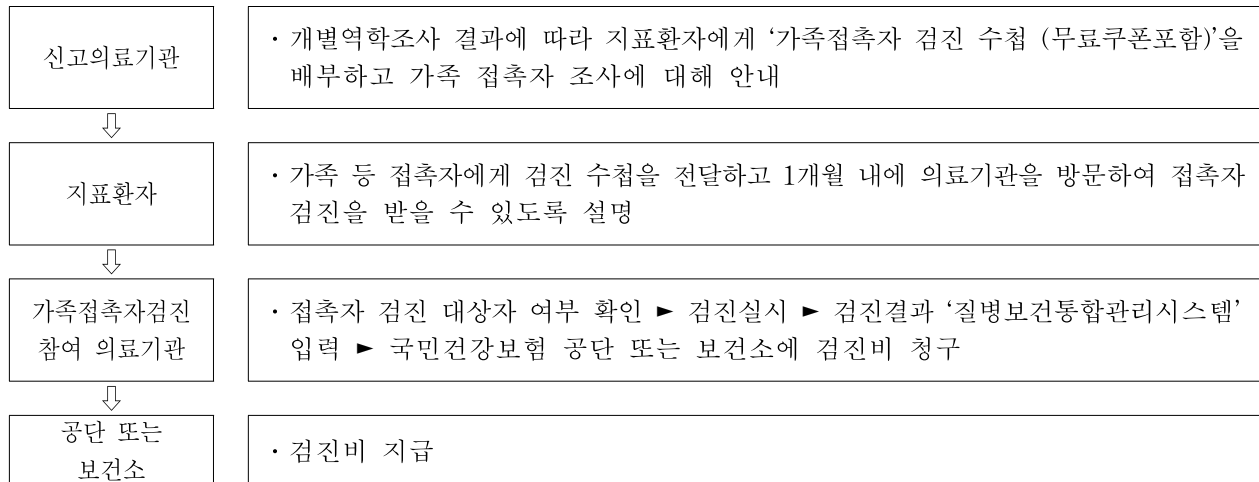 신고의료기관
· 개별역학조사 결과에 따라 지표환자에게 ‘가족접촉자 검진 수첩 (무료쿠폰포함)’을
배부하고 가족 접촉자 조사에 대해 안내
⇩
지표환자
· 가족 등 접촉자에게 검진 수첩을 전달하고 1개월 내에 의료기관을 방문하여 접촉자
검진을 받을 수 있도록 설명
⇩
가족접촉자검진
참여 의료기관
· 접촉자 검진 대상자 여부 확인 ► 검진실시 ► 검진결과 ‘질병보건통합관리시스템’
입력 ► 국민건강보험 공단 또는 보건소에 검진비 청구
⇩
공단 또는
보건소
· 검진비 지급